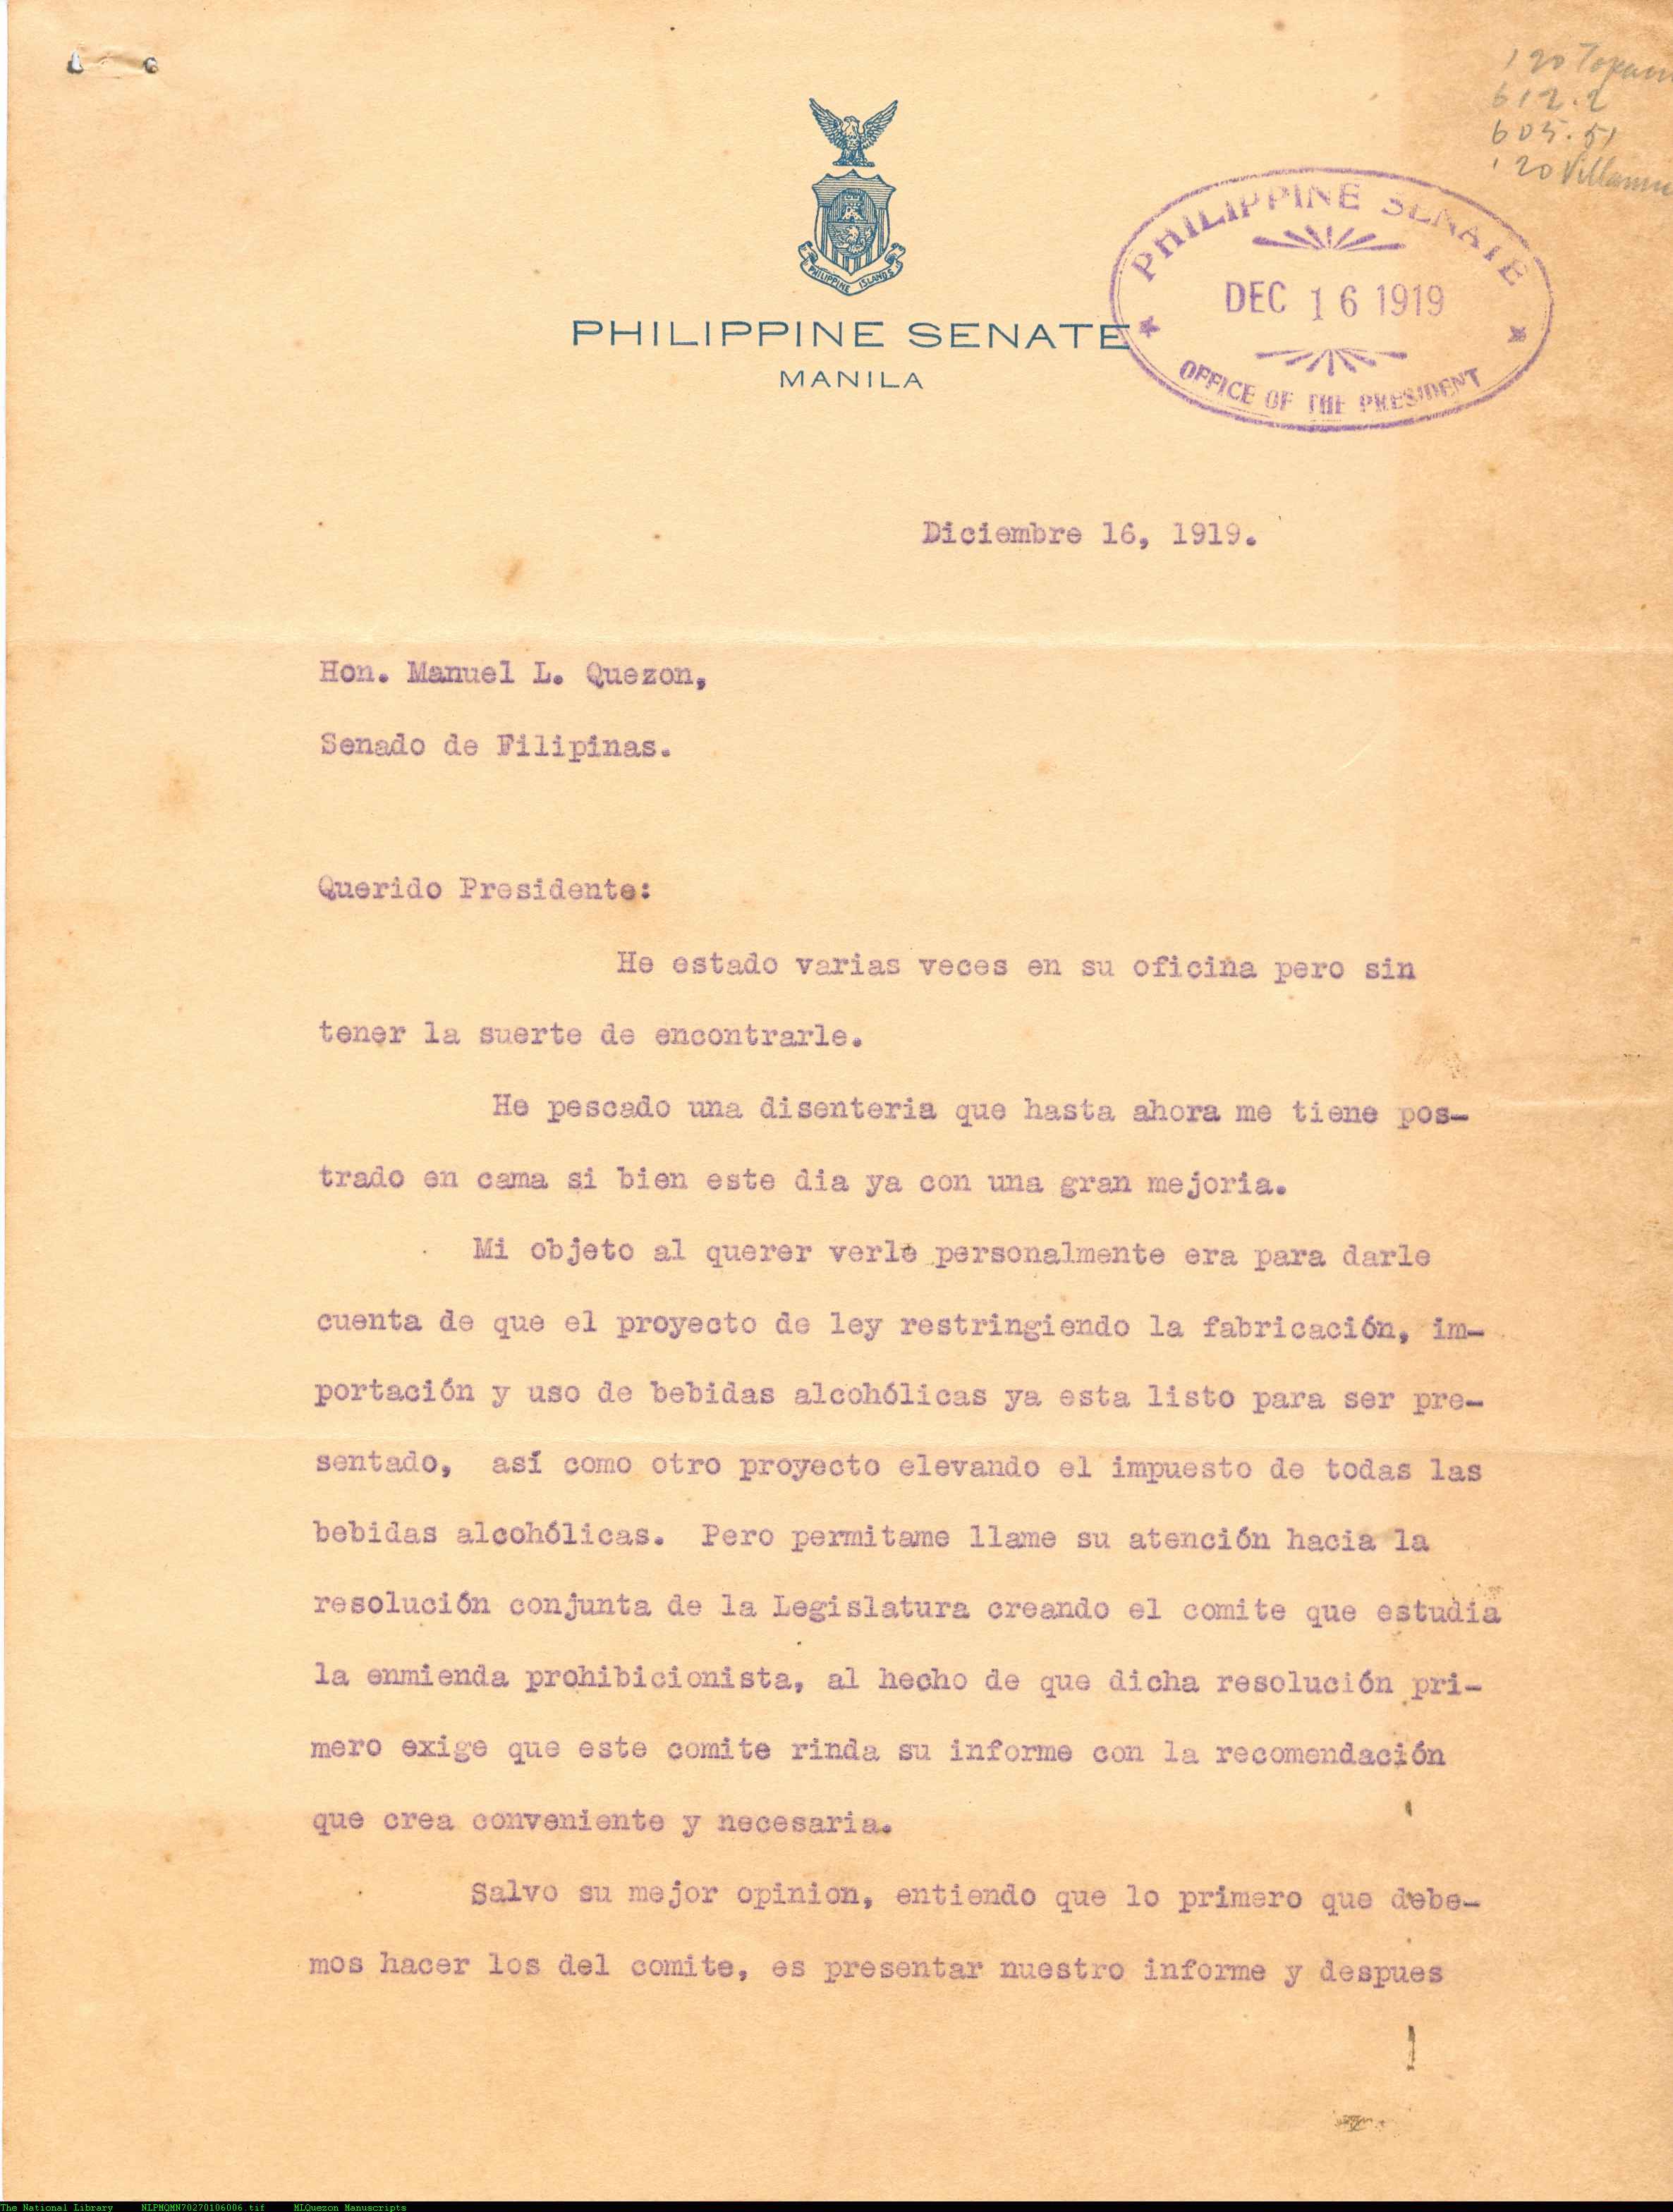 120
612.2
605.51
120
PHILIPPINE ISLANDS
PHILIPPINE SENATE
MANILA
PHILIPPINE SENATE
DEC 16 1919
OFFICE OF THE PRESIDENT
Diciembre 16, 1919.
Hon. Manuel L. Quezon,
Senado de Filipinas.
Querido Presidente:
He estado varias veces en su oficina pero sin
tener la suerte de encontrarle.
He pescado una disenteria que hasta ahora me tiene pos-
trado en cama si bien este dia ya con una gran mejoria.
Mi objeto al querer verle personalmente era para darle
cuenta de que el proyecto de ley restringiendo la fabricación, im-
portación y uso de bebidas alcohólicas ya esta listo para ser pre-
sentado, así como otro proyecto elevando el impuesto de todas las
bebidas alcohólicas. Pero permitame llame su atención hacia la
resolución conjunta de la Legislatura creando el comite que estudia
la enmienda prohibicionista, al hecho de que dicha resolución pri-
mero exige que este comite rinda su informe con la recomendación
que crea conveniente y necesaria.
Salvo su mejor opinion, entiendo que lo primero que debe-
mos hacer los del comite, es presentar nuestro informe y despues
The National Library NLPMQMN70270106006.tif MLQuezon Manuscripts